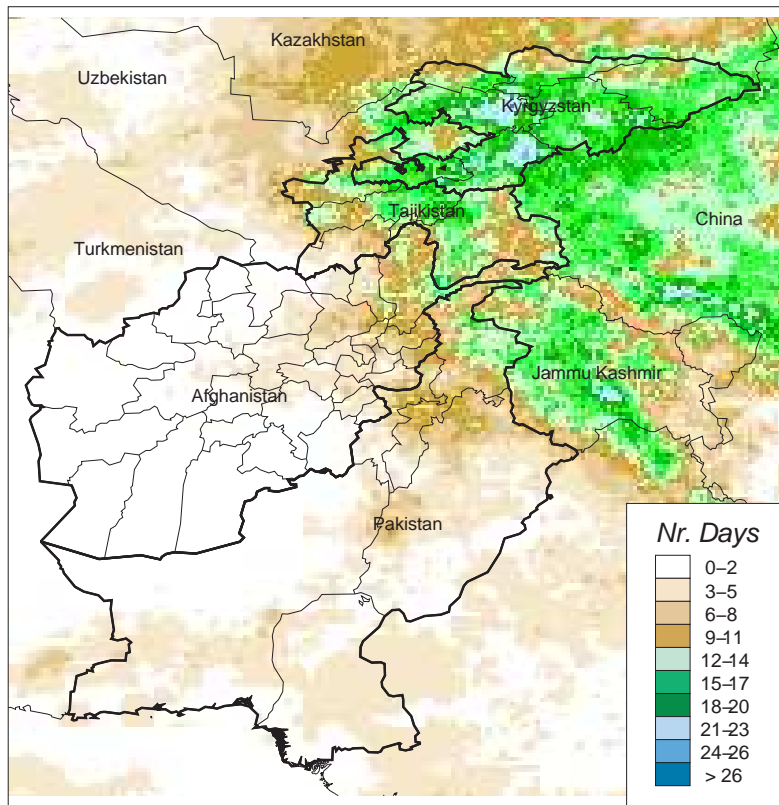 Kazakhstan
Uzbekistan
Kyrgyzstan
Tajikistan
China
Turkmenistan
Jammu Kashmir
Afghanistan
Pakistan
Nr. Days
0–2
3–5
6–8
9–11
12–14
15–17
18–20
21–23
24–26
> 26